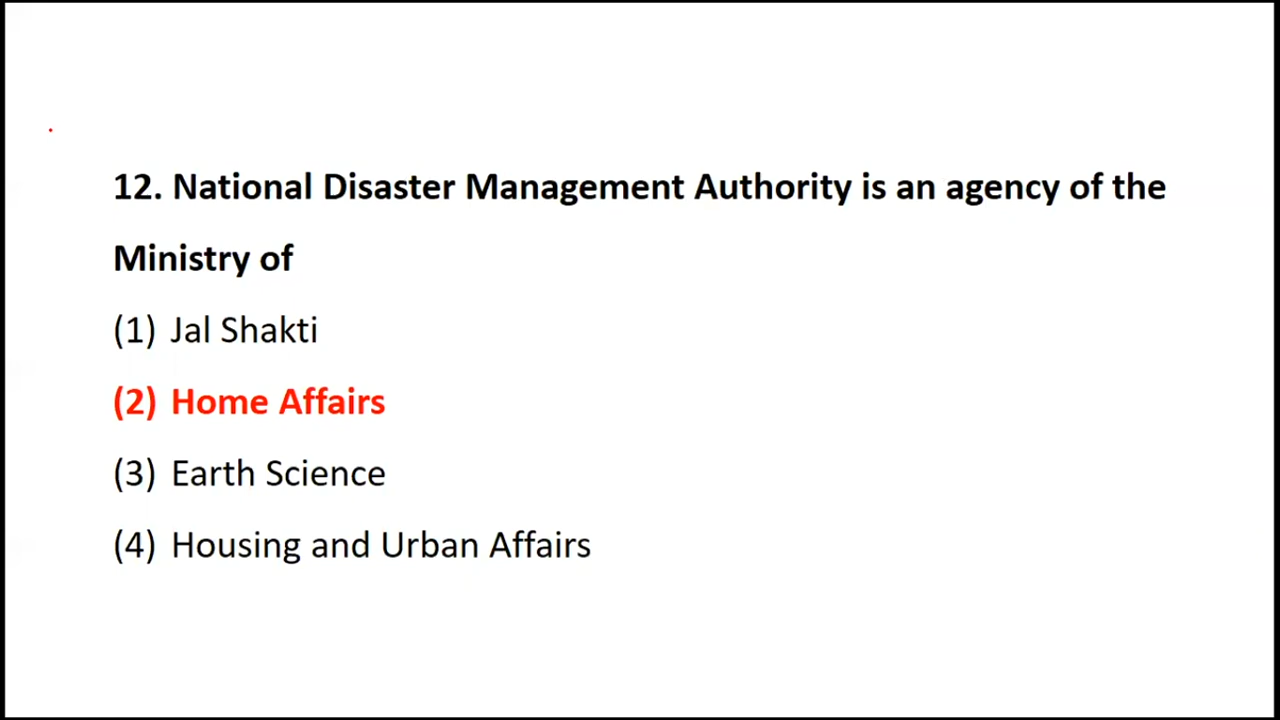 12. National Disaster Management Authority is an agency of the
Ministry of
(1) Jal Shakti
(2) Home Affairs
(3) Earth Science
(4) Housing and Urban Affairs